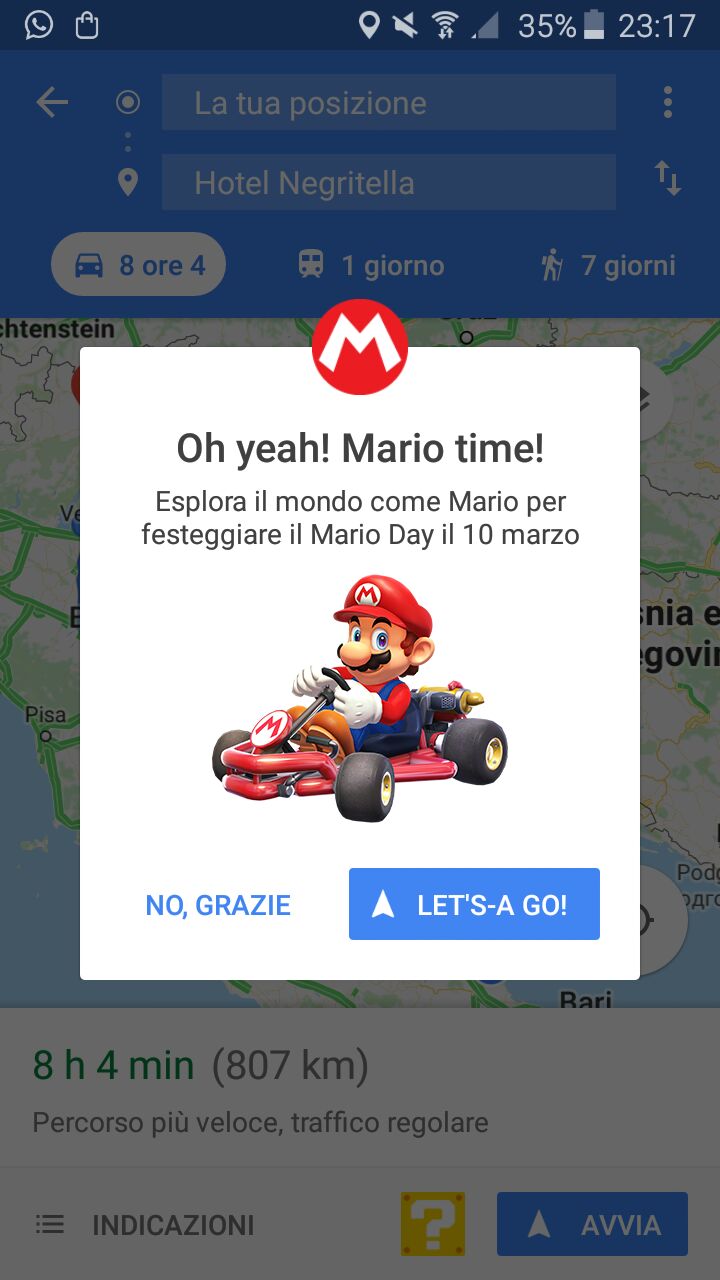 35% 23:17
La tua posizione
Hotel Negritella
8 ore 4 1 giorno 7 giorni
chtenstein
M
Oh yeah! Mario time!
Esplora il mondo come Mario per
festeggiare il Mario Day il 10 marzo
Ve
snia e
egovin
Pisa
M
M
Podg
NO, GRAZIE LET'S-A GO!
Bari
8 h 4 min (807 km)
Percorso più veloce, traffico regolare
INDICAZIONI ? AVVIA